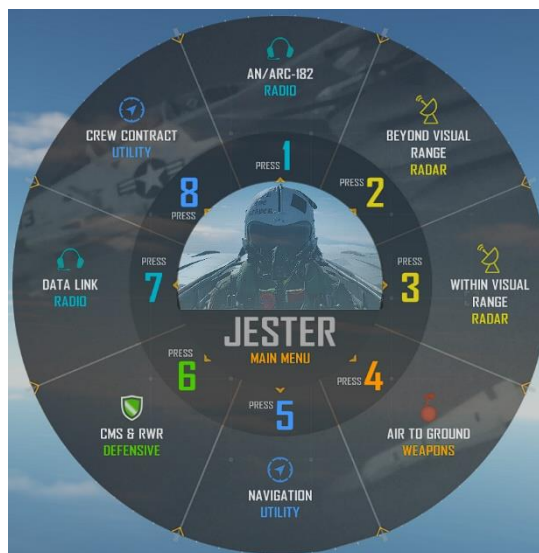 AN/ARC-182
RADIO
PRESS 1
BEYOND VISUAL
RANGE
RADAR
PRESS 2
WITHIN VISUAL
RANGE
RADAR
PRESS 3
AIR TO GROUND
WEAPONS
PRESS 4
NAVIGATION
UTILITY
PRESS 5
CMS & RWR
DEFENSIVE
PRESS 6
DATA LINK
RADIO
PRESS 7
CREW CONTRACT
UTILITY
PRESS 8
JESTER
MAIN MENU